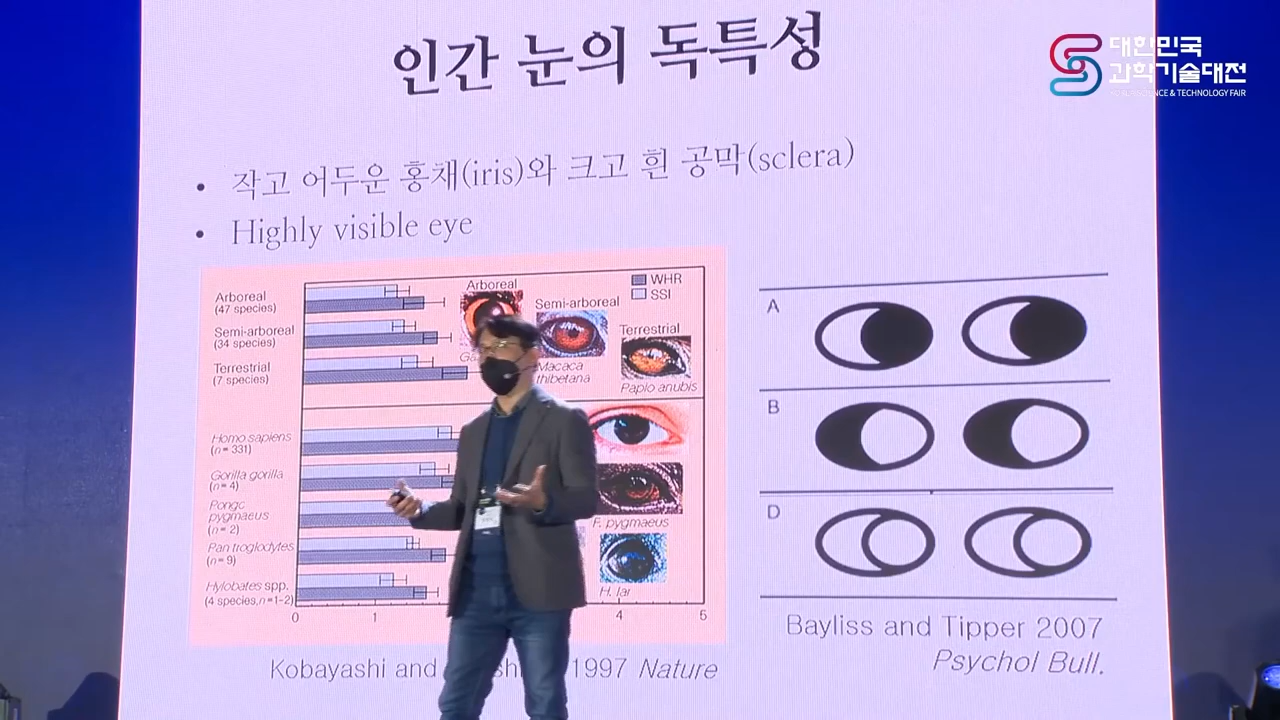 인간 눈의 독특성
대한민국
과학기술대전
SCIENCE & TECHNOLOGY FAIR
• 작고 어두운 홍채(iris)와 크고 흰 공막(sclera)
• Highly visible eye
WHR
SSI
Arboreal
(47 species)
Semi-arboreal
(34 species)
Terrestrial
(7 species)
Homo sapiens
(n = 331)
Gorilla gorilla
(n = 4)
Pongo
pygmaeus
(n = 2)
Pan troglodytes
(n = 9)
Hylobates spp.
(4 species, n = 1–2)
0 1 4 5
Arboreal
Semi-arboreal
Macaca
thibetana
Terrestrial
Papio anubis
P. pygmaeus
H. lar
Kobayashi and 1997 Nature
A
B
D
Bayliss and Tipper 2007
Psychol Bull.